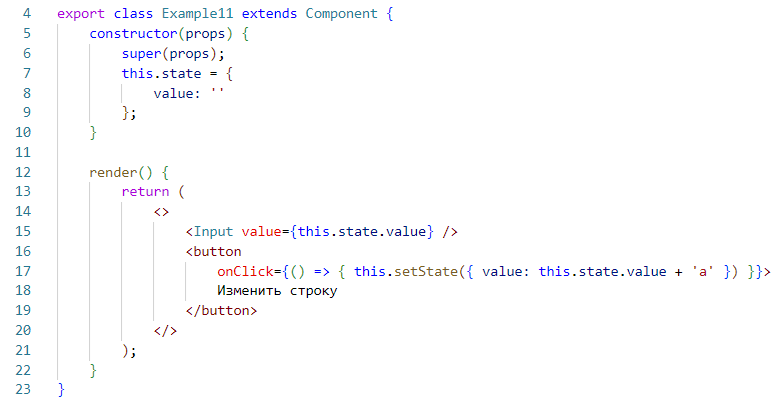 4 export class Example11 extends Component {
5     constructor(props) {
6         super(props);
7         this.state = {
8             value: ''
9         };
10     }
11
12     render() {
13         return (
14             <>
15                 <Input value={this.state.value} />
16                 <button
17                     onClick={() => { this.setState({ value: this.state.value + 'a' }) }}>
18                     Изменить строку
19                 </button>
20             </>
21         );
22     }
23 }